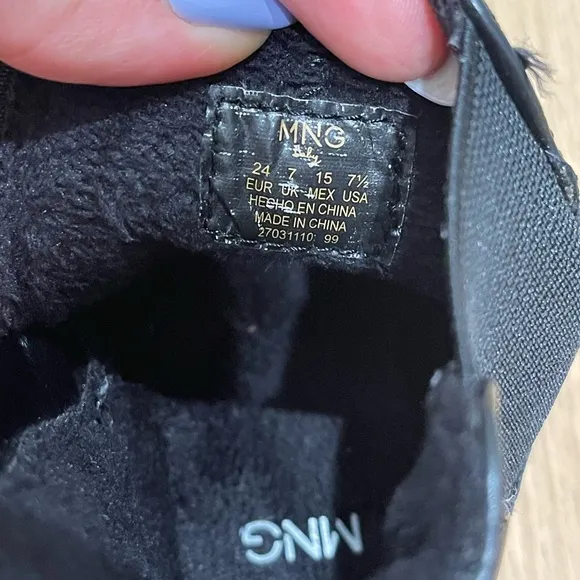 MNG
baby
24 7 15 7½
EUR UK MEX USA
HECHO EN CHINA
MADE IN CHINA
27031110 99
MNG